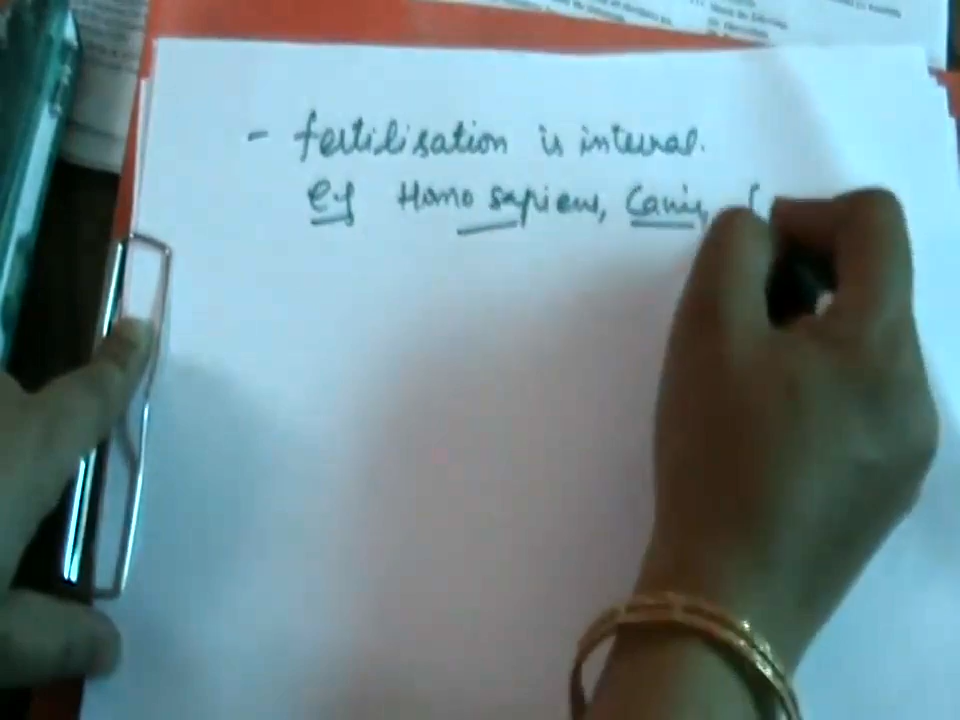 - fertilisation is internal.
eg Homo sapiens, Canis,